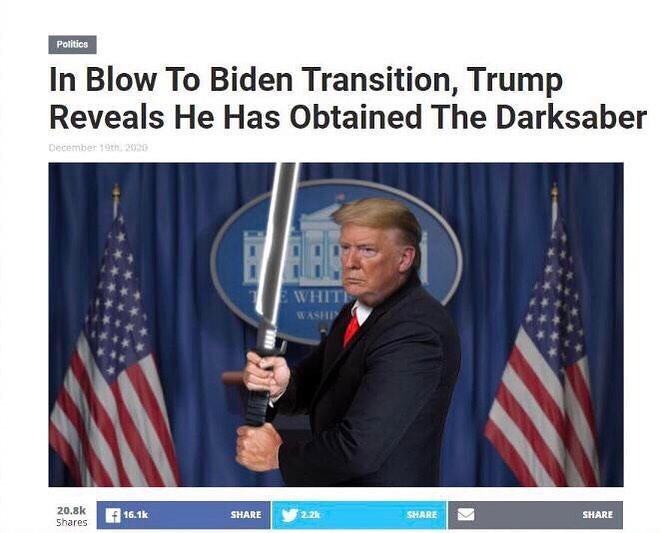 Politics
In Blow To Biden Transition, Trump
Reveals He Has Obtained The Darksaber
December 19th, 2020
THE WHITE
WASHIN
20.8k
Shares
16.1k SHARE 2.2k SHARE SHARE